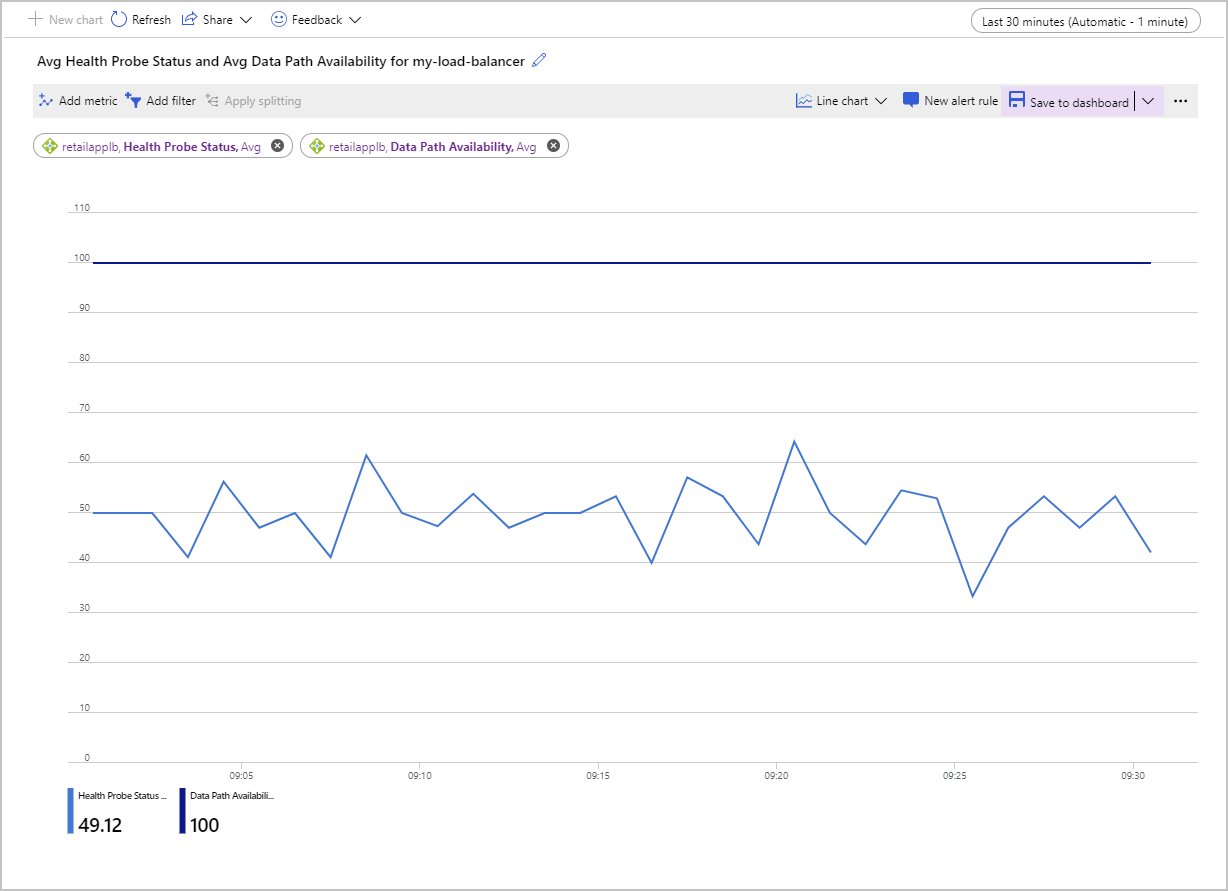 New chart Refresh Share Feedback Last 30 minutes (Automatic - 1 minute)
Avg Health Probe Status and Avg Data Path Availability for my-load-balancer
Add metric Add filter Apply splitting Line chart New alert rule Save to dashboard
retailapplb, Health Probe Status, Avg retailapplb, Data Path Availability, Avg
110
100
90
80
70
60
50
40
30
20
10
0
09:05 09:10 09:15 09:20 09:25 09:30
Health Probe Status ... Data Path Availabili...
49.12 100